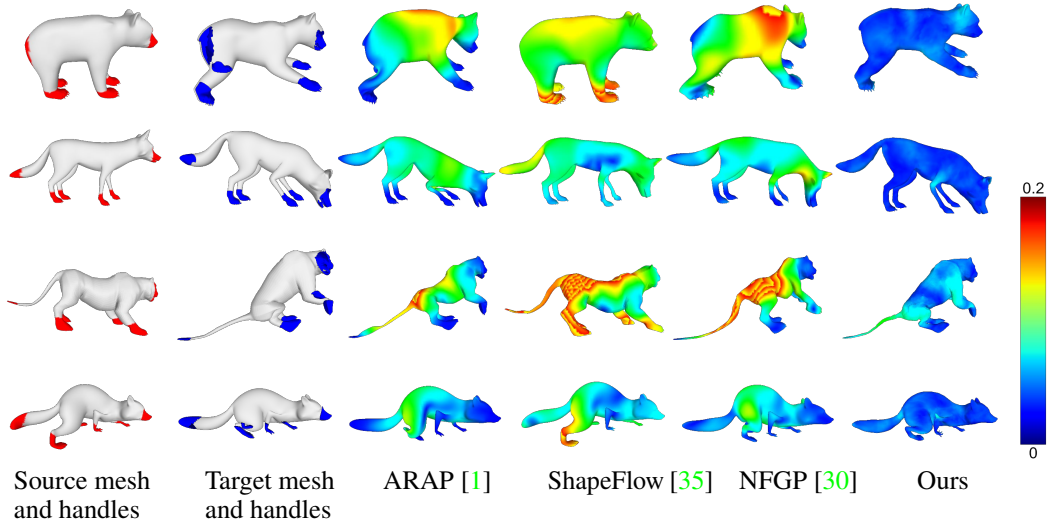 0.2
0
Source mesh
and handles
Target mesh
and handles
ARAP [1]
ShapeFlow [35]
NFGP [30]
Ours